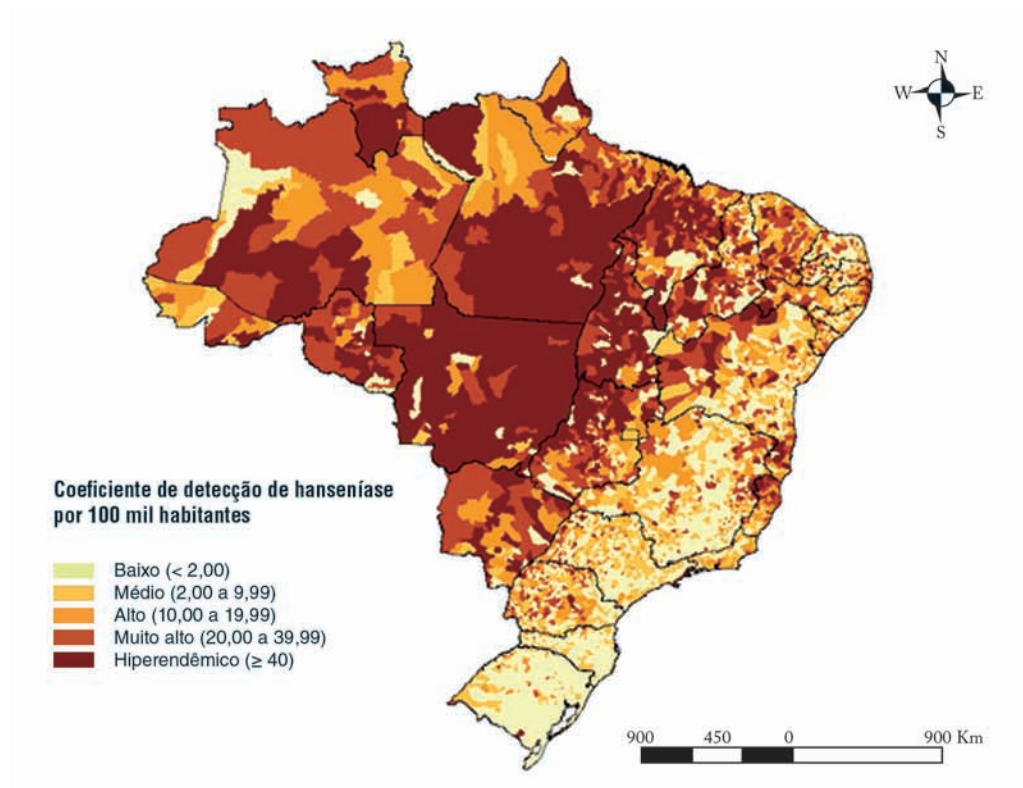 N
W E
S
Coeficiente de detecção de hanseníase
por 100 mil habitantes
Baixo (< 2,00)
Médio (2,00 a 9,99)
Alto (10,00 a 19,99)
Muito alto (20,00 a 39,99)
Hiperendêmico (≥ 40)
900 450 0 900 Km